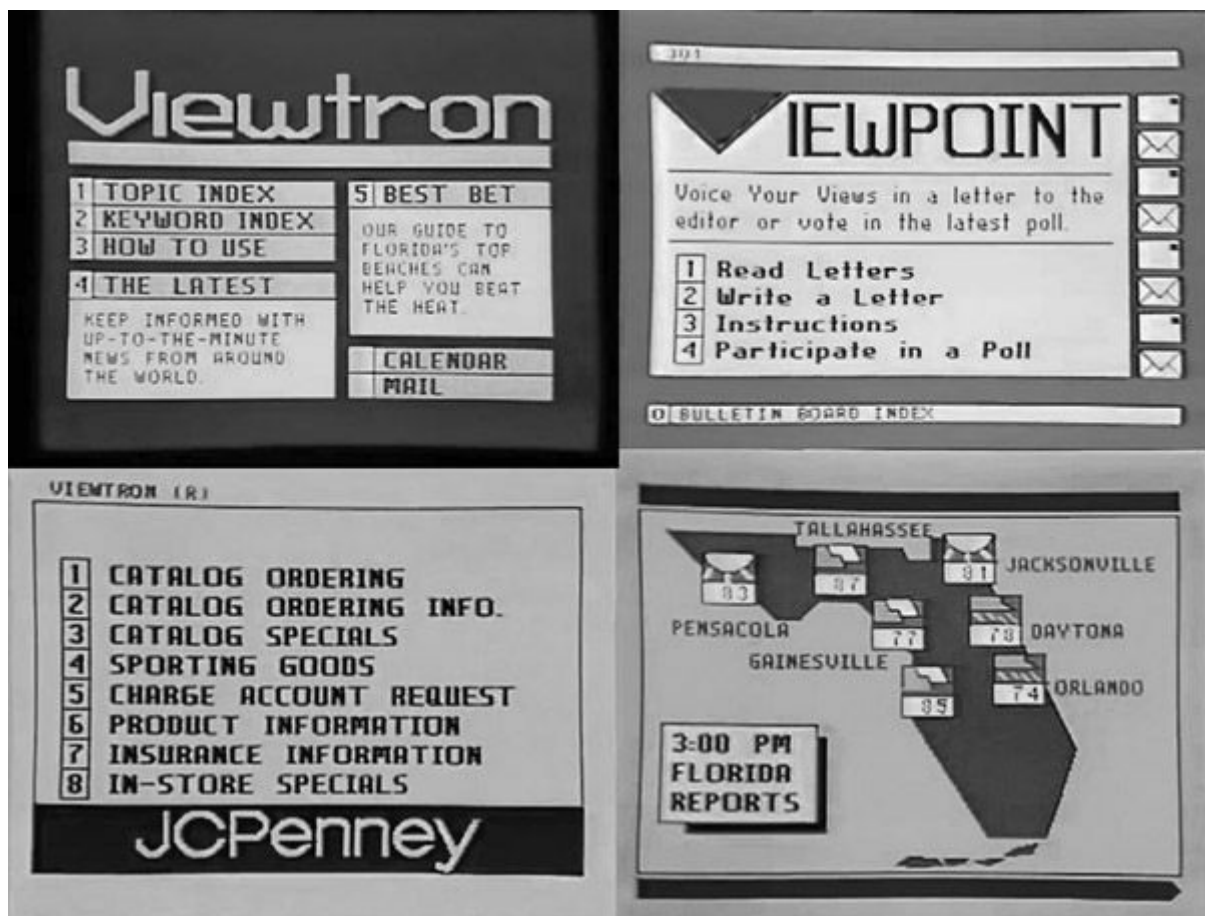 Viewtron
1 TOPIC INDEX
2 KEYWORD INDEX
3 HOW TO USE
4 THE LATEST
KEEP INFORMED WITH
UP-TO-THE-MINUTE
NEWS FROM AROUND
THE WORLD.
5 BEST BET
OUR GUIDE TO
FLORIDA'S TOP
BEACHES CAN
HELP YOU BEAT
THE HEAT.
CALENDAR
MAIL
VIEWPOINT
Voice Your Views in a letter to the
editor or vote in the latest poll.
1 Read Letters
2 Write a Letter
3 Instructions
4 Participate in a Poll
0 BULLETIN BOARD INDEX
VIEWTRON (R)
1 CATALOG ORDERING
2 CATALOG ORDERING INFO.
3 CATALOG SPECIALS
4 SPORTING GOODS
5 CHARGE ACCOUNT REQUEST
6 PRODUCT INFORMATION
7 INSURANCE INFORMATION
8 IN-STORE SPECIALS
JCPenney
TALLAHASSEE
81 JACKSONVILLE
83
87
PENSACOLA
77
78 DAYTONA
GAINESVILLE
85
74 ORLANDO
3:00 PM
FLORIDA
REPORTS